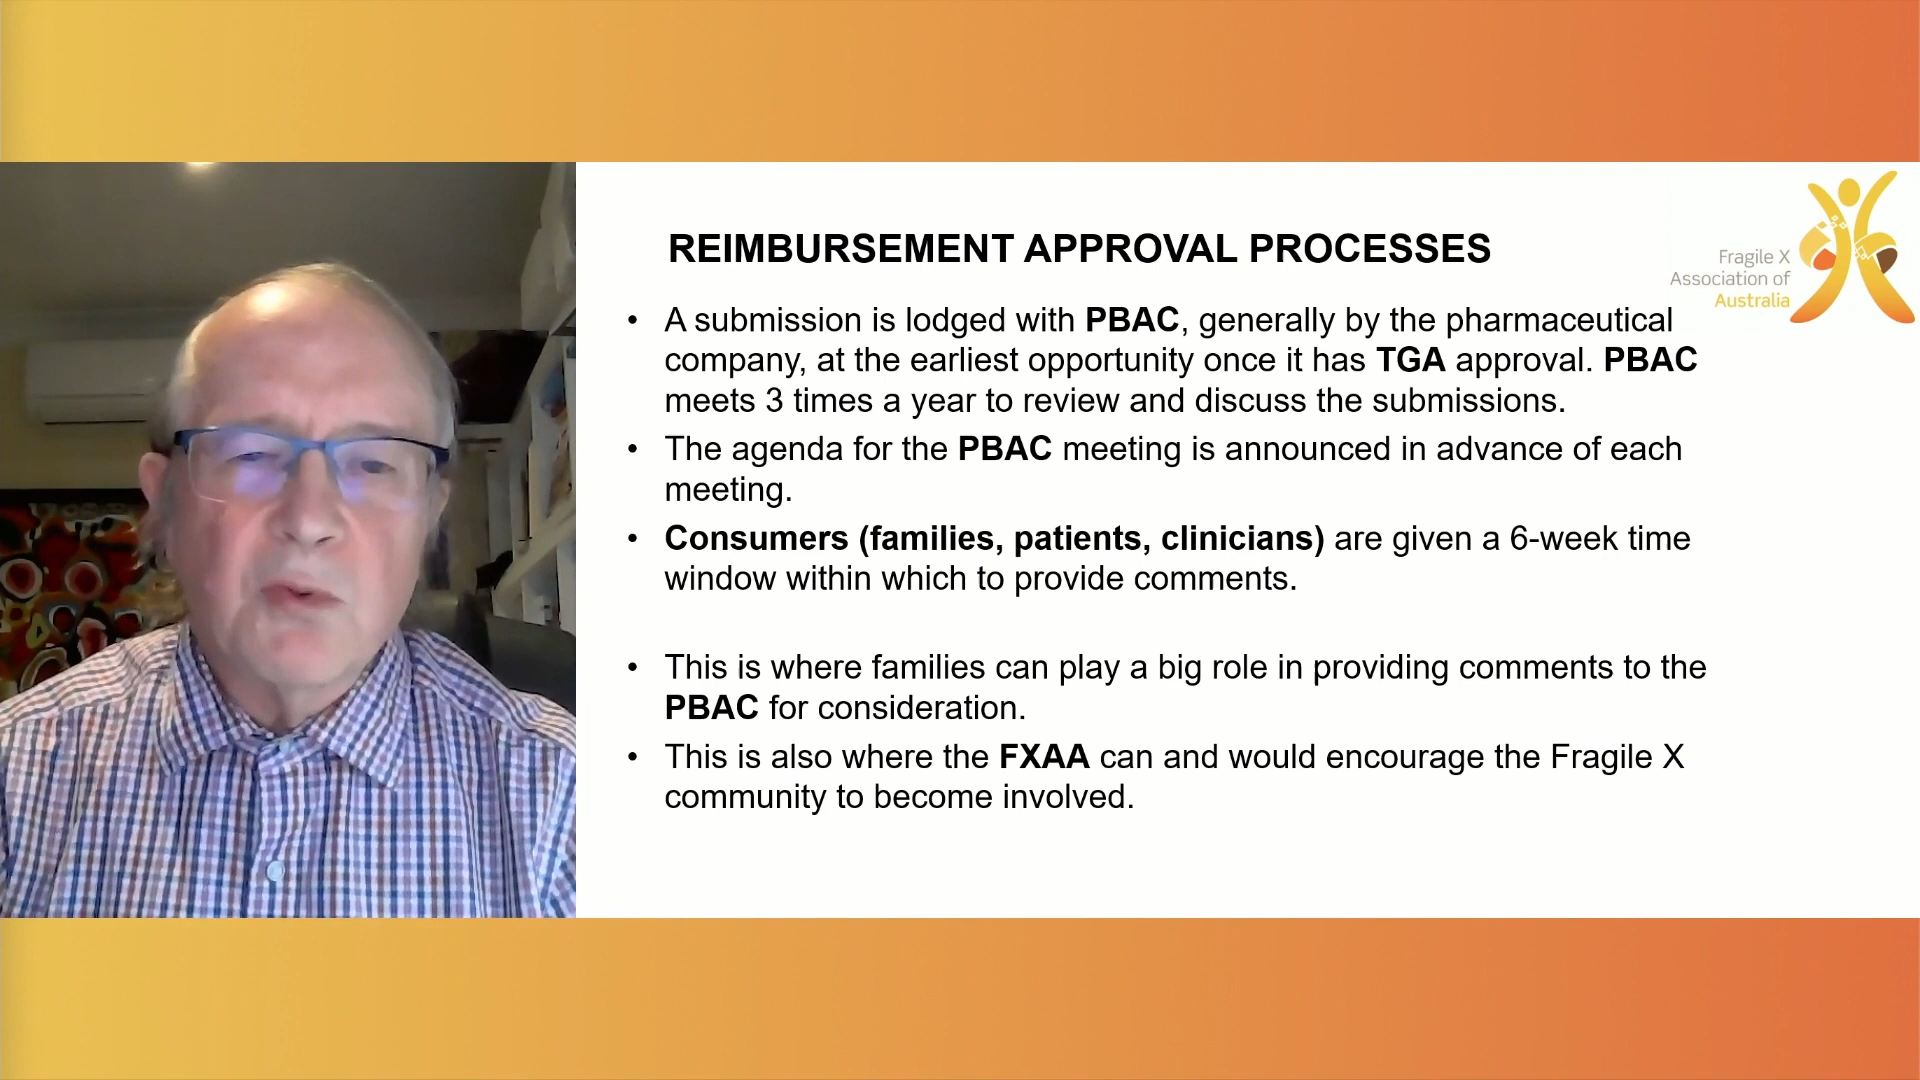 REIMBURSEMENT APPROVAL PROCESSES
Fragile X
Association of
Australia
• A submission is lodged with PBAC, generally by the pharmaceutical
company, at the earliest opportunity once it has TGA approval. PBAC
meets 3 times a year to review and discuss the submissions.
• The agenda for the PBAC meeting is announced in advance of each
meeting.
• Consumers (families, patients, clinicians) are given a 6-week time
window within which to provide comments.
• This is where families can play a big role in providing comments to the
PBAC for consideration.
• This is also where the FXAA can and would encourage the Fragile X
community to become involved.